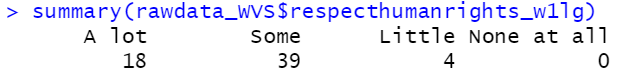 > summary(rawdata_WVS$respecthumanrights_w1lg)
A lot Some Little None at all
18 39 4 0